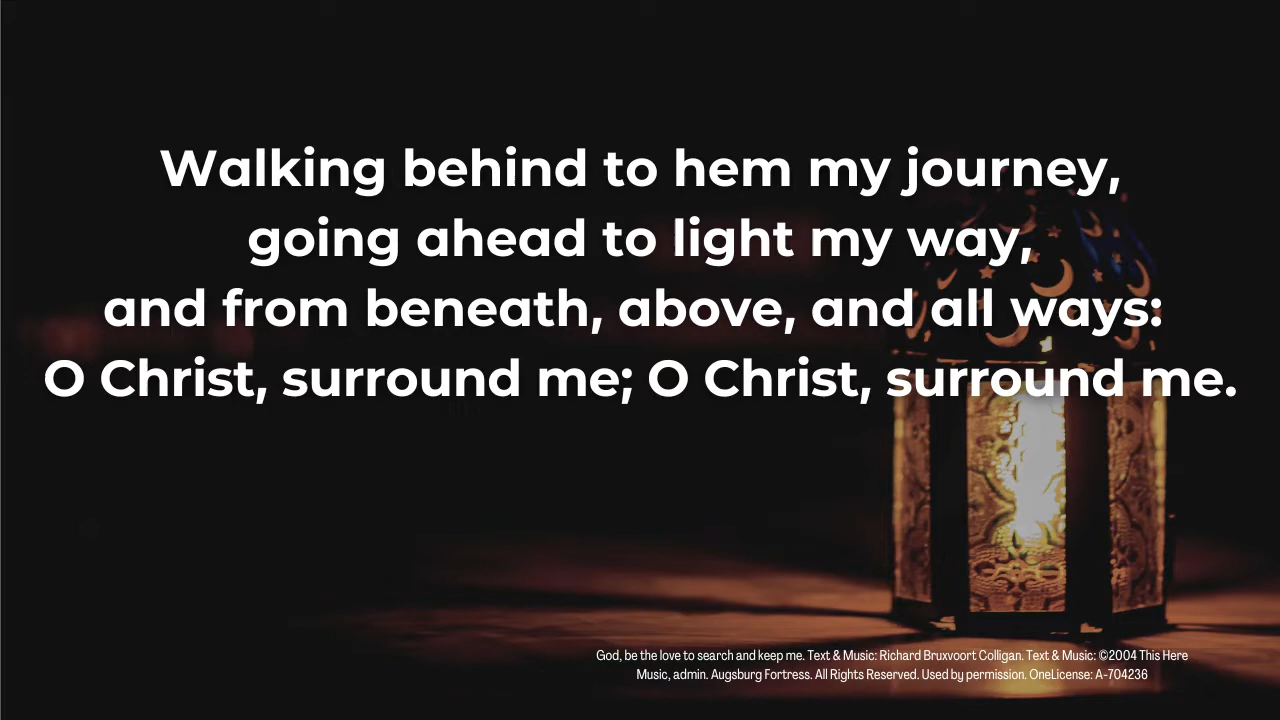 Walking behind to hem my journey,
going ahead to light my way,
and from beneath, above, and all ways:
O Christ, surround me; O Christ, surround me.
God, be the love to search and keep me. Text & Music: Richard Bruxvoort Colligan. Text & Music: ©2004 This Here
Music, admin. Augsburg Fortress. All Rights Reserved. Used by permission. OneLicense: A-704236